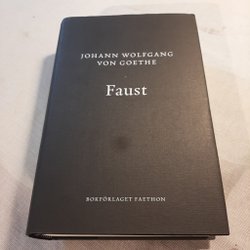 JOHANN WOLFGANG
VON GOETHE
Faust
BOKFÖRLAGET FAETHON